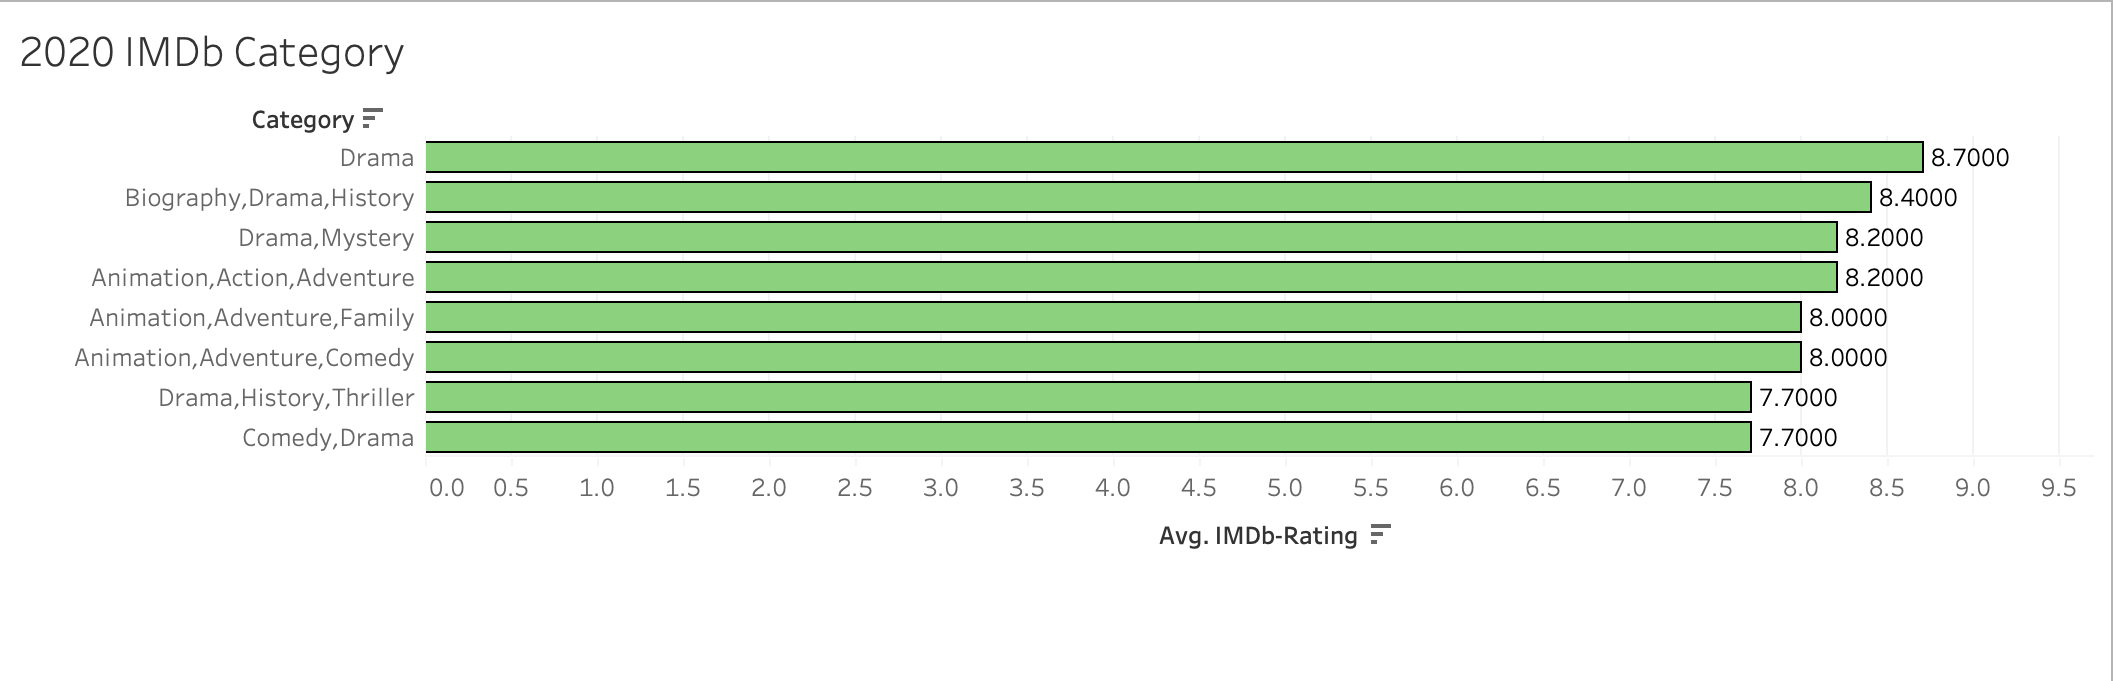 2020 IMDb Category
Category
Drama 8.7000
Biography,Drama,History 8.4000
Drama,Mystery 8.2000
Animation,Action,Adventure 8.2000
Animation,Adventure,Family 8.0000
Animation,Adventure,Comedy 8.0000
Drama,History,Thriller 7.7000
Comedy,Drama 7.7000
0.0 0.5 1.0 1.5 2.0 2.5 3.0 3.5 4.0 4.5 5.0 5.5 6.0 6.5 7.0 7.5 8.0 8.5 9.0 9.5
Avg. IMDb-Rating